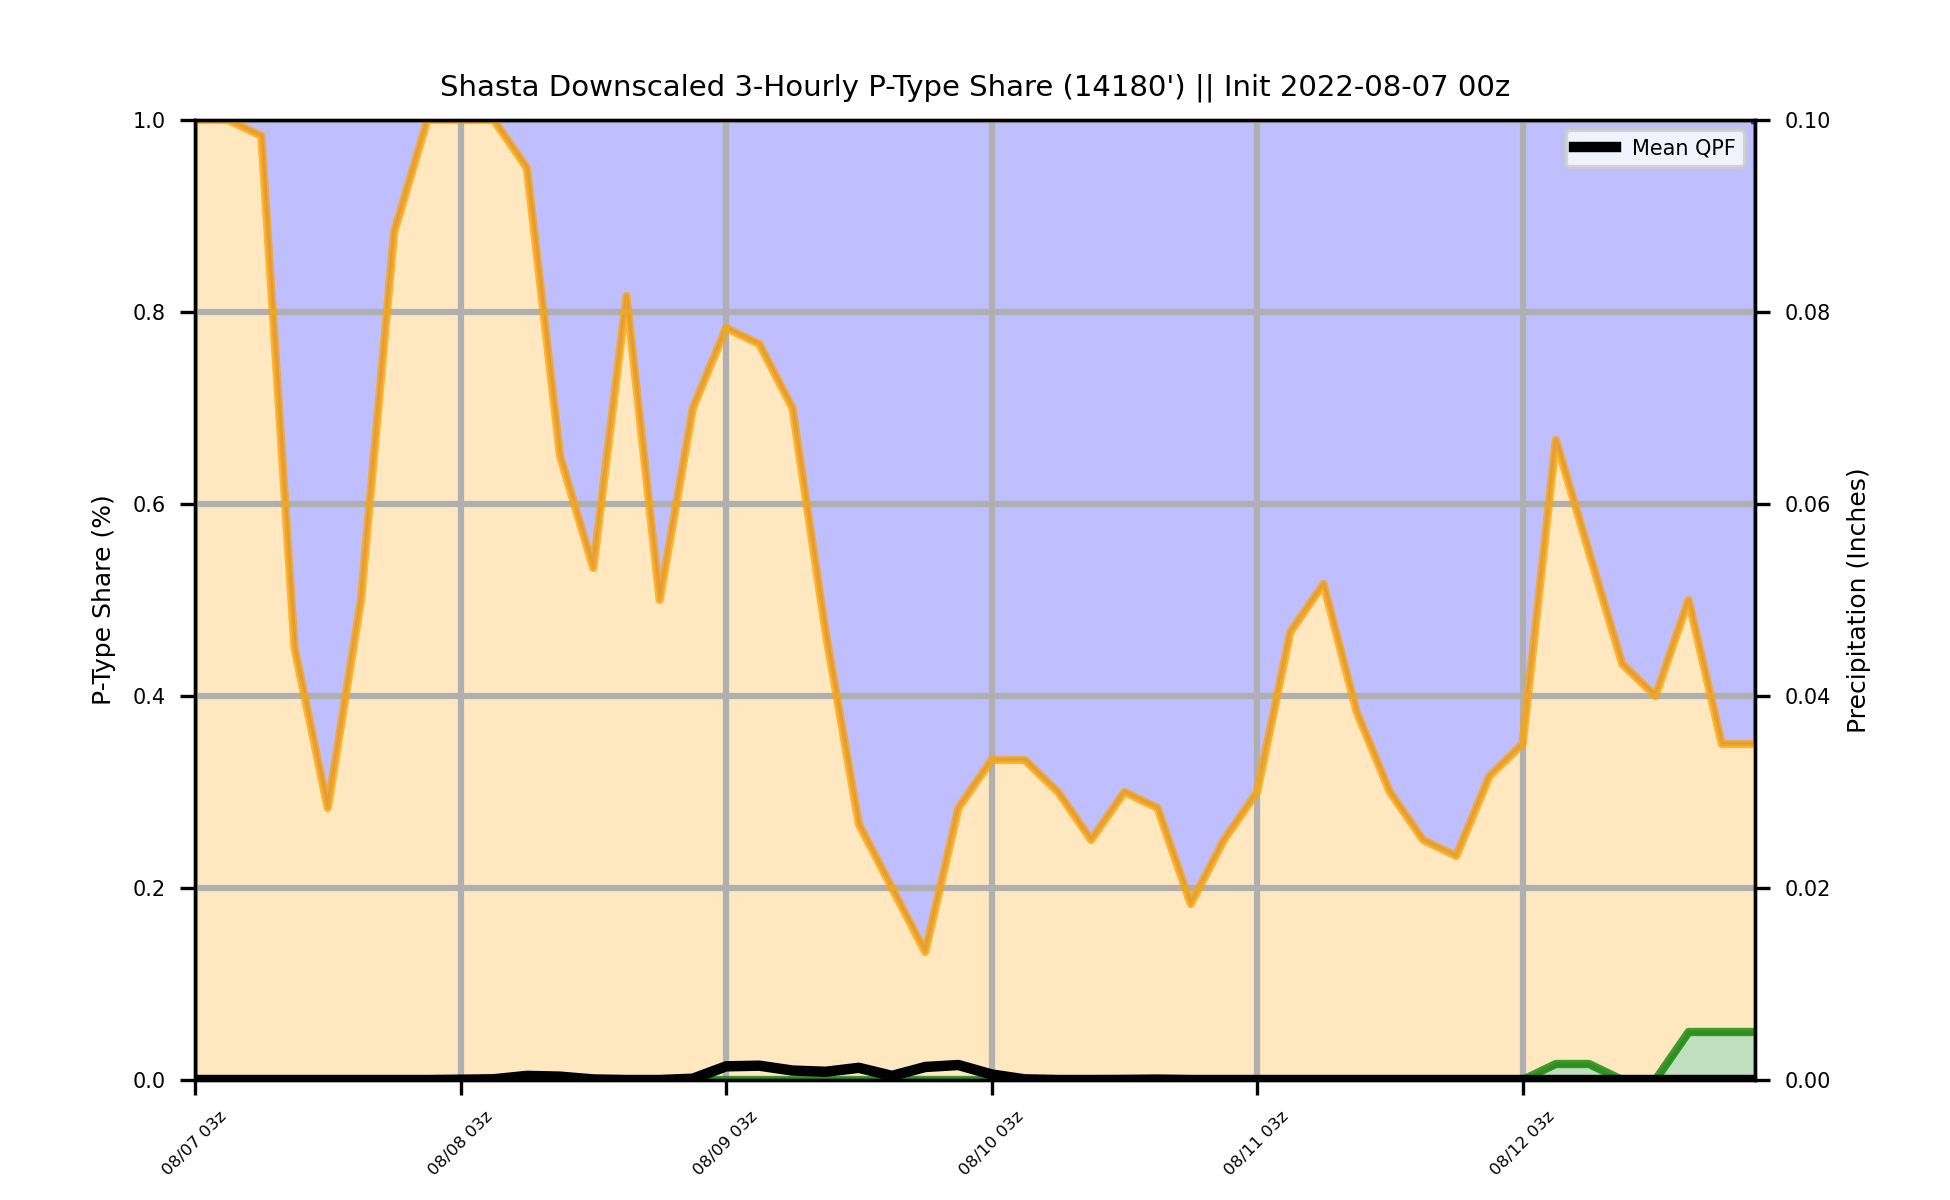 Shasta Downscaled 3-Hourly P-Type Share (14180') || Init 2022-08-07 00z
Mean QPF
P-Type Share (%)
1.0
0.8
0.6
0.4
0.2
0.0
0.10
0.08
0.06
0.04
0.02
0.00
Precipitation (Inches)
08/07 03z
08/08 03z
08/09 03z
08/10 03z
08/11 03z
08/12 03z